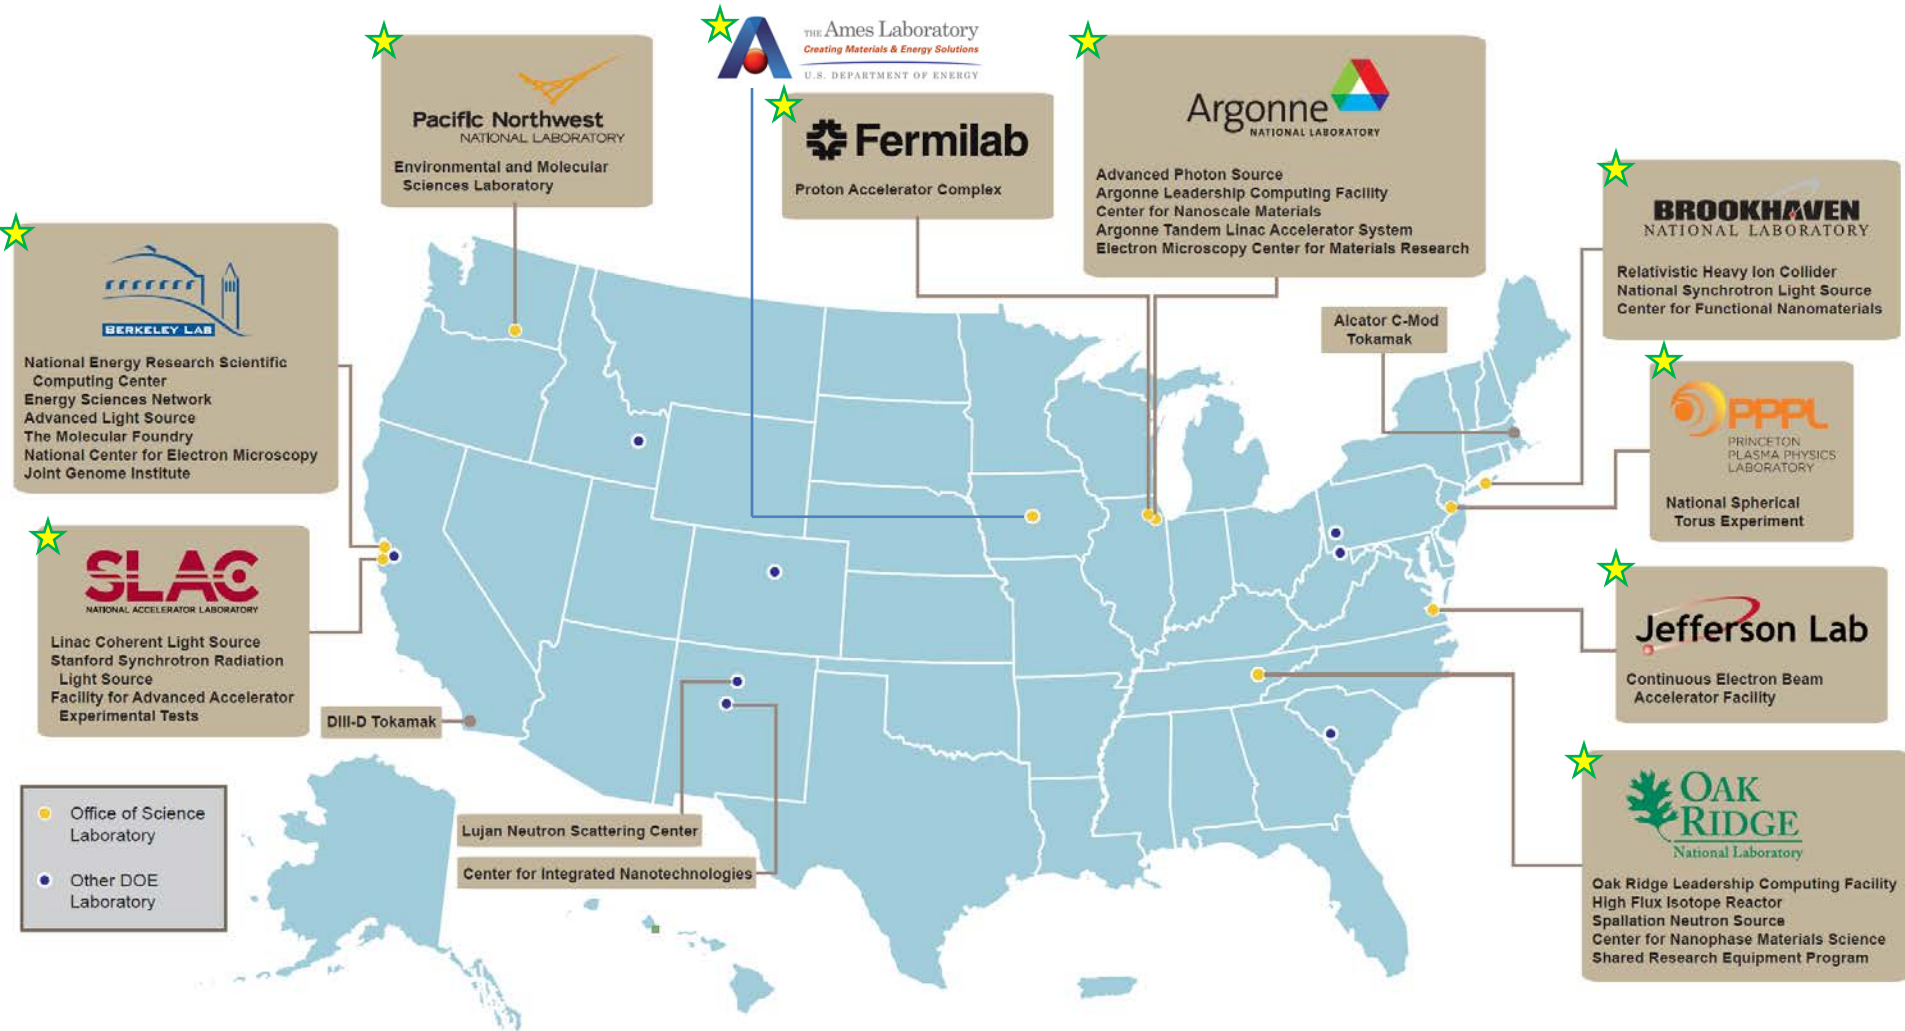 THE Ames Laboratory
Creating Materials & Energy Solutions
U.S. DEPARTMENT OF ENERGY
Pacific Northwest
NATIONAL LABORATORY
Environmental and Molecular
Sciences Laboratory
Fermilab
Proton Accelerator Complex
Argonne
NATIONAL LABORATORY
Advanced Photon Source
Argonne Leadership Computing Facility
Center for Nanoscale Materials
Argonne Tandem Linac Accelerator System
Electron Microscopy Center for Materials Research
BROOKHAVEN
NATIONAL LABORATORY
Relativistic Heavy Ion Collider
National Synchrotron Light Source
Center for Functional Nanomaterials
BERKELEY LAB
National Energy Research Scientific
Computing Center
Energy Sciences Network
Advanced Light Source
The Molecular Foundry
National Center for Electron Microscopy
Joint Genome Institute
Alcator C-Mod
Tokamak
PPPL
PRINCETON
PLASMA PHYSICS
LABORATORY
National Spherical
Torus Experiment
SLAC
NATIONAL ACCELERATOR LABORATORY
Linac Coherent Light Source
Stanford Synchrotron Radiation
Light Source
Facility for Advanced Accelerator
Experimental Tests
Jefferson Lab
Continuous Electron Beam
Accelerator Facility
DIII-D Tokamak
OAK
RIDGE
National Laboratory
Oak Ridge Leadership Computing Facility
High Flux Isotope Reactor
Spallation Neutron Source
Center for Nanophase Materials Science
Shared Research Equipment Program
Office of Science
Laboratory
Other DOE
Laboratory
Lujan Neutron Scattering Center
Center for Integrated Nanotechnologies